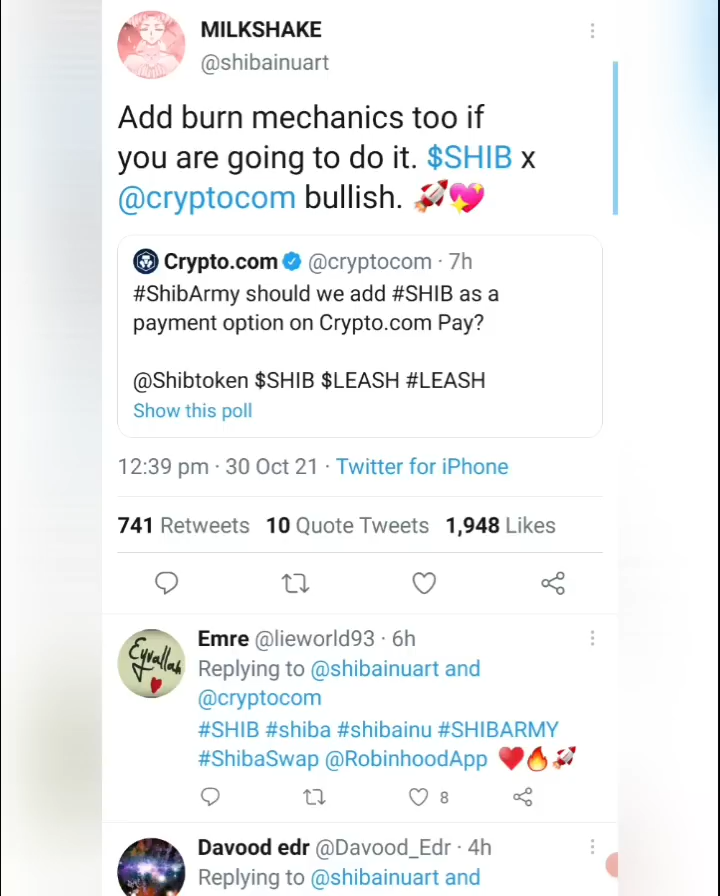 MILKSHAKE
@shibainuart
Add burn mechanics too if
you are going to do it. $SHIB x
@cryptocom bullish. 🚀💖
Crypto.com @cryptocom · 7h
#ShibArmy should we add #SHIB as a
payment option on Crypto.com Pay?
@Shibtoken $SHIB $LEASH #LEASH
Show this poll
12:39 pm · 30 Oct 21 · Twitter for iPhone
741 Retweets 10 Quote Tweets 1,948 Likes
Eyvallah
Emre @lieworld93 · 6h
Replying to @shibainuart and
@cryptocom
#SHIB #shiba #shibainu #SHIBARMY
#ShibaSwap @RobinhoodApp ♥️🔥🚀
8
Davood edr @Davood_Edr · 4h
Replying to @shibainuart and